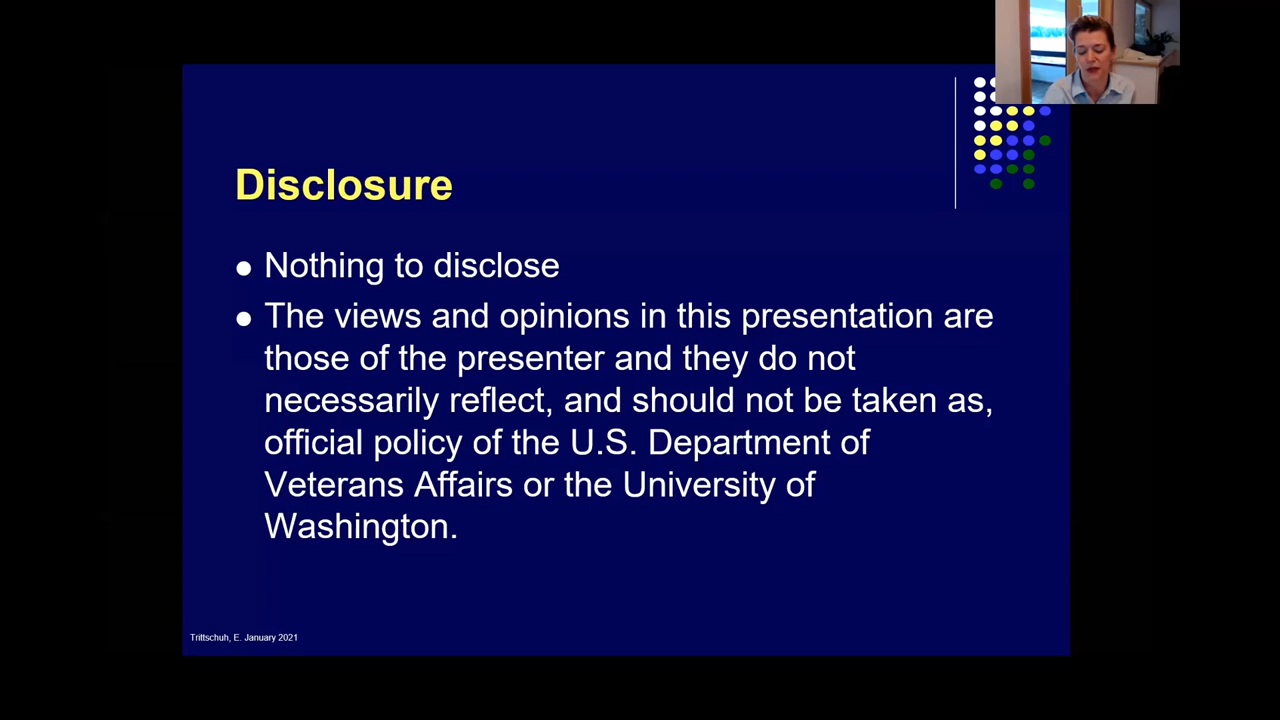 Disclosure
Nothing to disclose
The views and opinions in this presentation are
those of the presenter and they do not
necessarily reflect, and should not be taken as,
official policy of the U.S. Department of
Veterans Affairs or the University of
Washington.
Trittschuh, E. January 2021